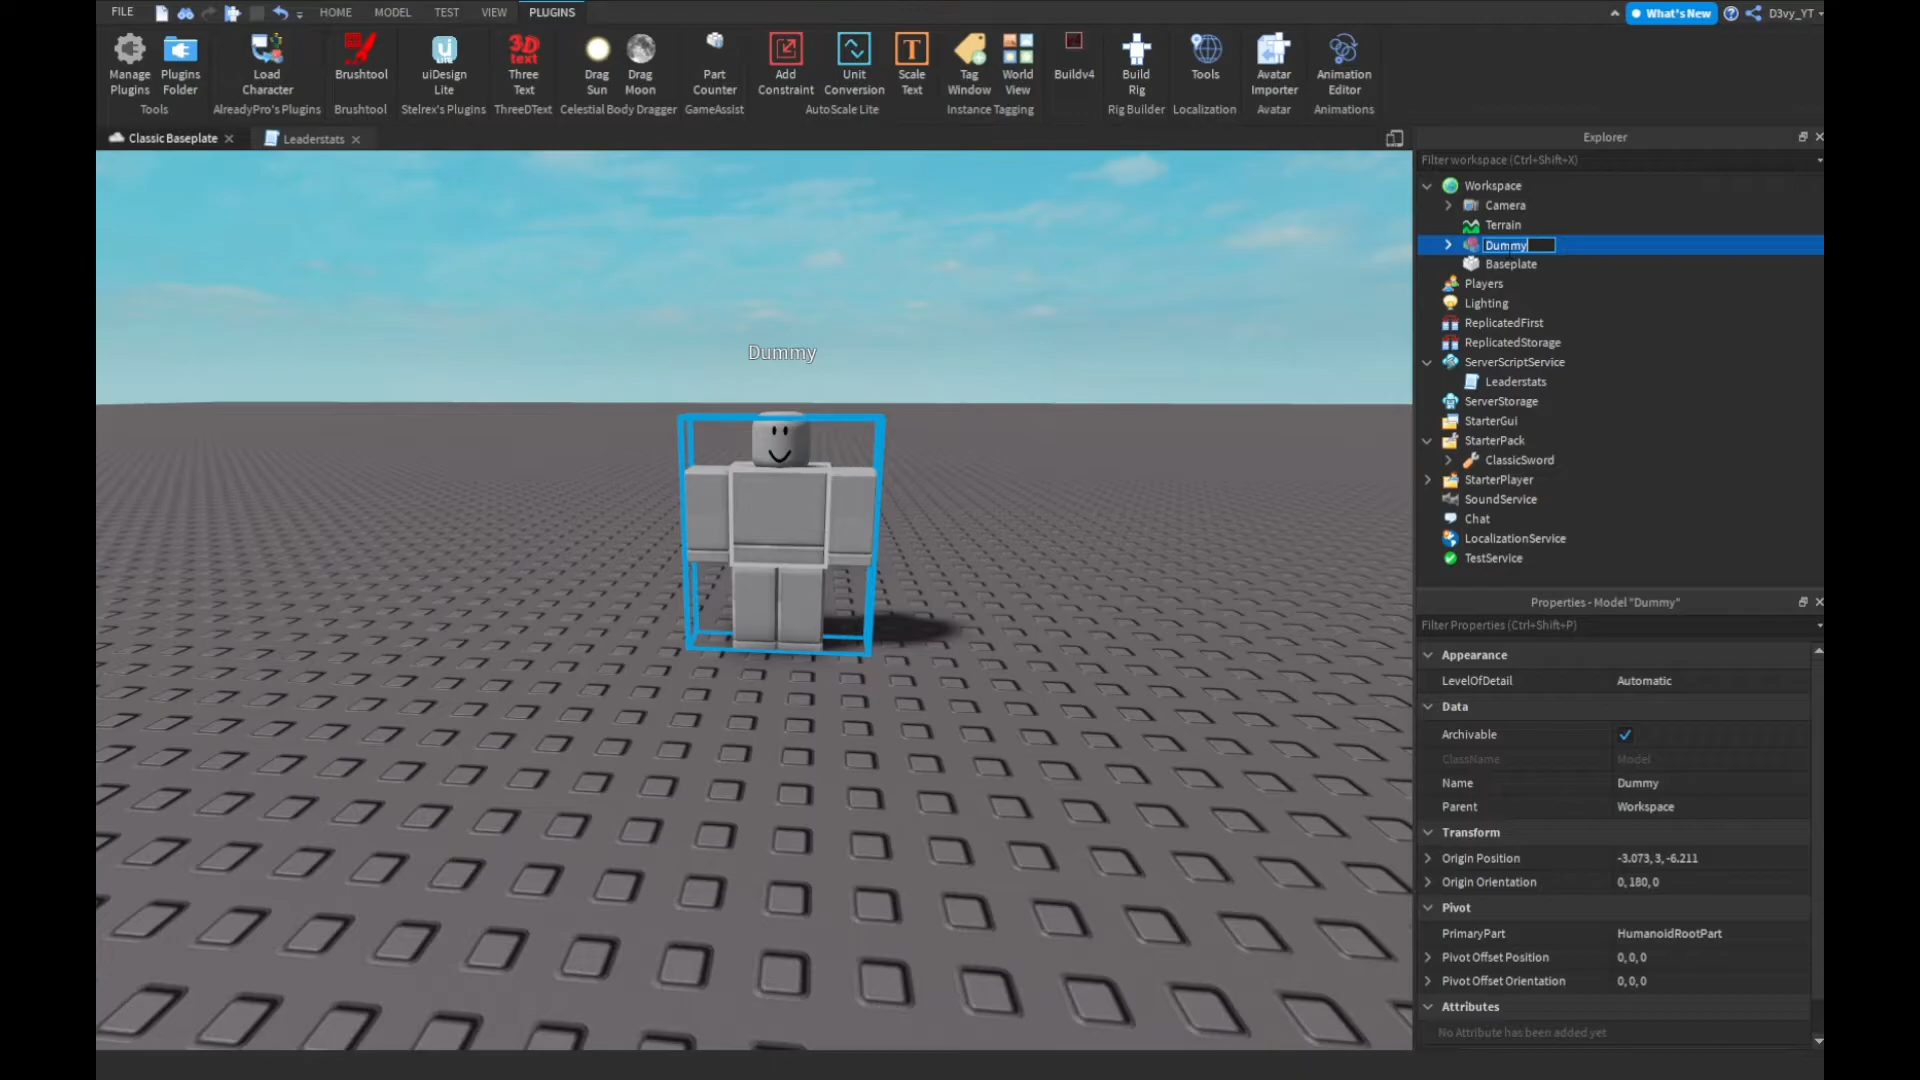 FILE HOME MODEL TEST VIEW PLUGINS What's New D3vy_YT
Manage Plugins
Plugins Folder
Load Character
Brushtool
ui Lite
uiDesign Lite
3D text
Three Text
Drag Sun
Drag Moon
Part Counter
Add Constraint
Unit Conversion
T
Scale Text
Tag Window
World View
Buildv4
Build Rig
Tools
Avatar Importer
Animation Editor
Tools AlreadyPro's Plugins Brushtool Stelrex's Plugins ThreeDText Celestial Body Dragger GameAssist AutoScale Lite Instance Tagging Rig Builder Localization Avatar Animations
Classic Baseplate Leaderstats
Dummy
Explorer
Filter workspace (Ctrl+Shift+X)
Workspace
Camera
Terrain
Dummy
Baseplate
Players
Lighting
ReplicatedFirst
ReplicatedStorage
ServerScriptService
Leaderstats
ServerStorage
StarterGui
StarterPack
ClassicSword
StarterPlayer
SoundService
Chat
LocalizationService
TestService
Properties - Model "Dummy"
Filter Properties (Ctrl+Shift+P)
Appearance
LevelOfDetail Automatic
Data
Archivable
ClassName Model
Name Dummy
Parent Workspace
Transform
Origin Position -3.073, 3, -6.211
Origin Orientation 0, 180, 0
Pivot
PrimaryPart HumanoidRootPart
Pivot Offset Position 0, 0, 0
Pivot Offset Orientation 0, 0, 0
Attributes
No Attribute has been added yet